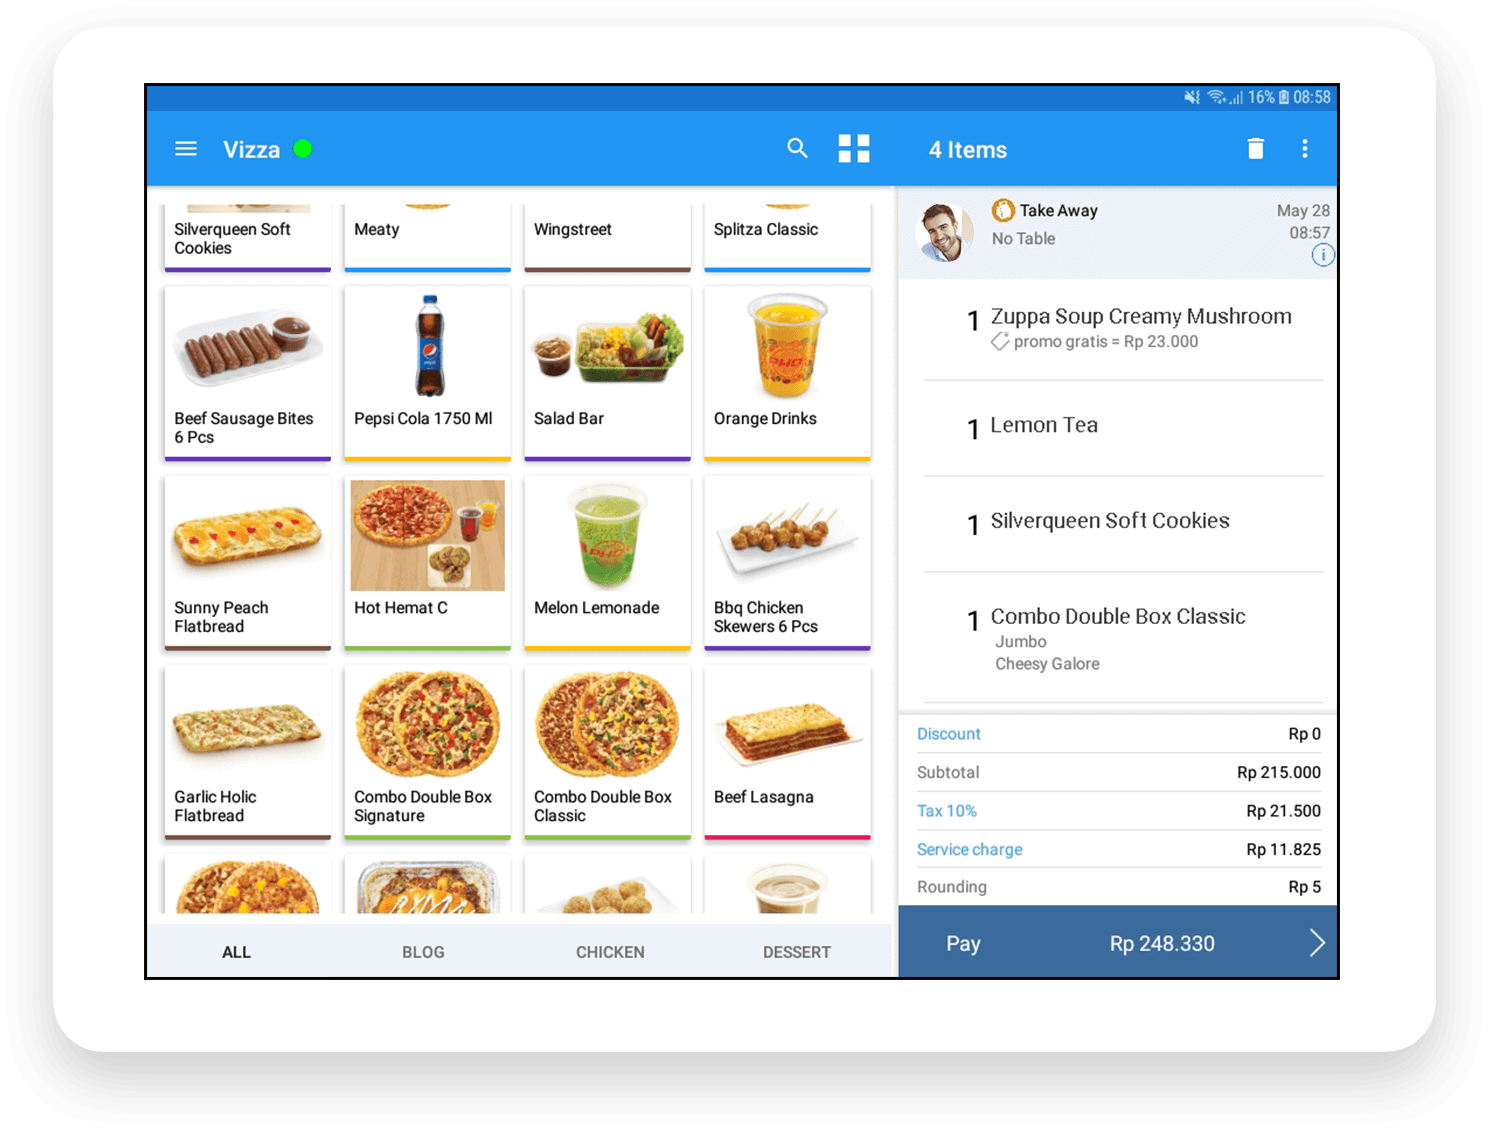 16% 08:58
Vizza
4 Items
Silverqueen Soft
Cookies
Meaty
Wingstreet
Splitza Classic
Beef Sausage Bites
6 Pcs
Pepsi Cola 1750 Ml
Salad Bar
Orange Drinks
Sunny Peach
Flatbread
Hot Hemat C
Melon Lemonade
Bbq Chicken
Skewers 6 Pcs
Garlic Holic
Flatbread
Combo Double Box
Signature
Combo Double Box
Classic
Beef Lasagna
ALL
BLOG
CHICKEN
DESSERT
Take Away
No Table
May 28
08:57
1 Zuppa Soup Creamy Mushroom
promo gratis = Rp 23.000
1 Lemon Tea
1 Silverqueen Soft Cookies
1 Combo Double Box Classic
Jumbo
Cheesy Galore
Discount Rp 0
Subtotal Rp 215.000
Tax 10% Rp 21.500
Service charge Rp 11.825
Rounding Rp 5
Pay Rp 248.330